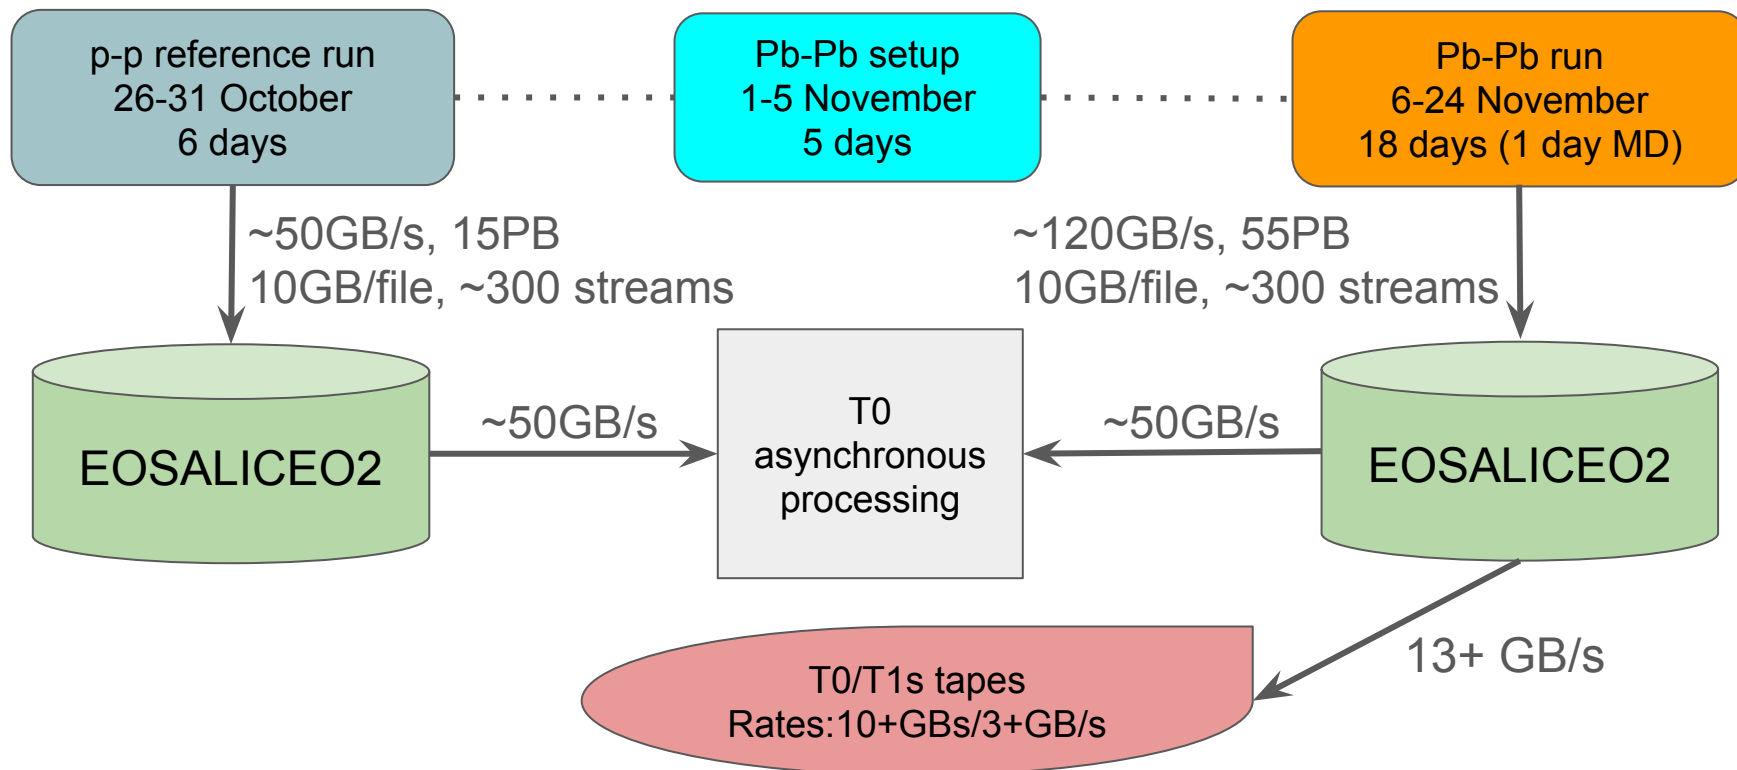 p-p reference run
26-31 October
6 days
Pb-Pb setup
1-5 November
5 days
Pb-Pb run
6-24 November
18 days (1 day MD)
~50GB/s, 15PB
10GB/file, ~300 streams
~120GB/s, 55PB
10GB/file, ~300 streams
EOSALICEO2
~50GB/s
T0
asynchronous
processing
~50GB/s
EOSALICEO2
13+ GB/s
T0/T1s tapes
Rates:10+GBs/3+GB/s